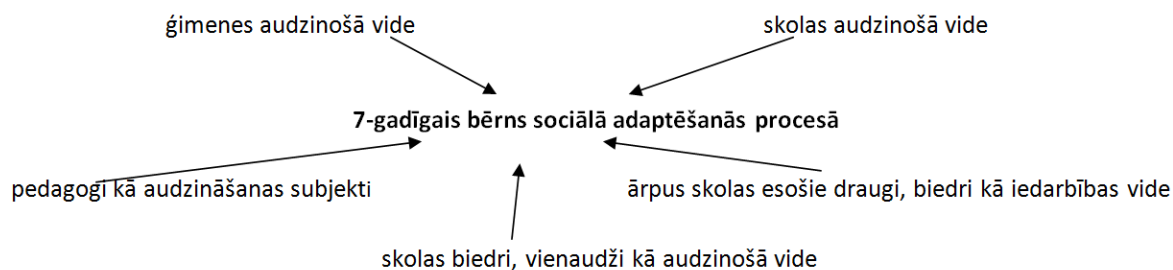 ģimenes audzinošā vide
skolas audzinošā vide
7-gadīgais bērns sociālā adaptēšanās procesā
pedagogi kā audzināšanas subjekti
ārpus skolas esošie draugi, biedri kā iedarbības vide
skolas biedri, vienaudži kā audzinošā vide